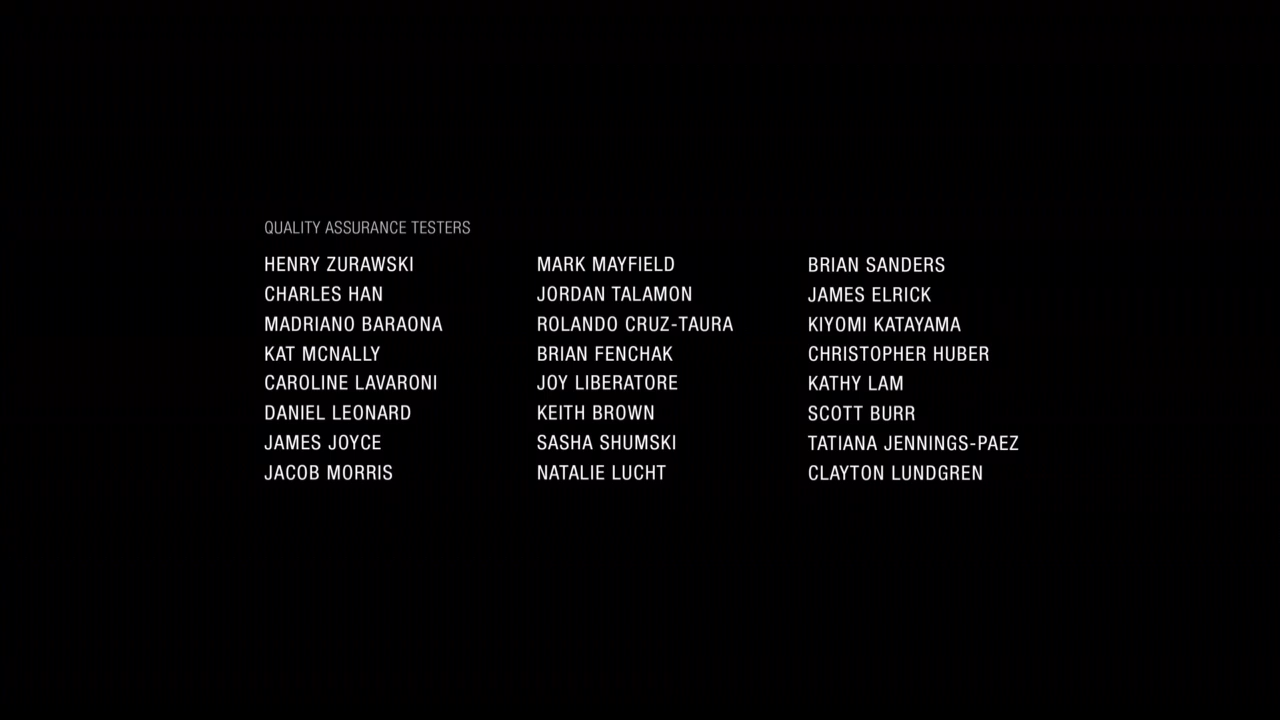 QUALITY ASSURANCE TESTERS
HENRY ZURAWSKI
CHARLES HAN
MADRIANO BARAONA
KAT MCNALLY
CAROLINE LAVARONI
DANIEL LEONARD
JAMES JOYCE
JACOB MORRIS
MARK MAYFIELD
JORDAN TALAMON
ROLANDO CRUZ-TAURA
BRIAN FENCHAK
JOY LIBERATORE
KEITH BROWN
SASHA SHUMSKI
NATALIE LUCHT
BRIAN SANDERS
JAMES ELRICK
KIYOMI KATAYAMA
CHRISTOPHER HUBER
KATHY LAM
SCOTT BURR
TATIANA JENNINGS-PAEZ
CLAYTON LUNDGREN